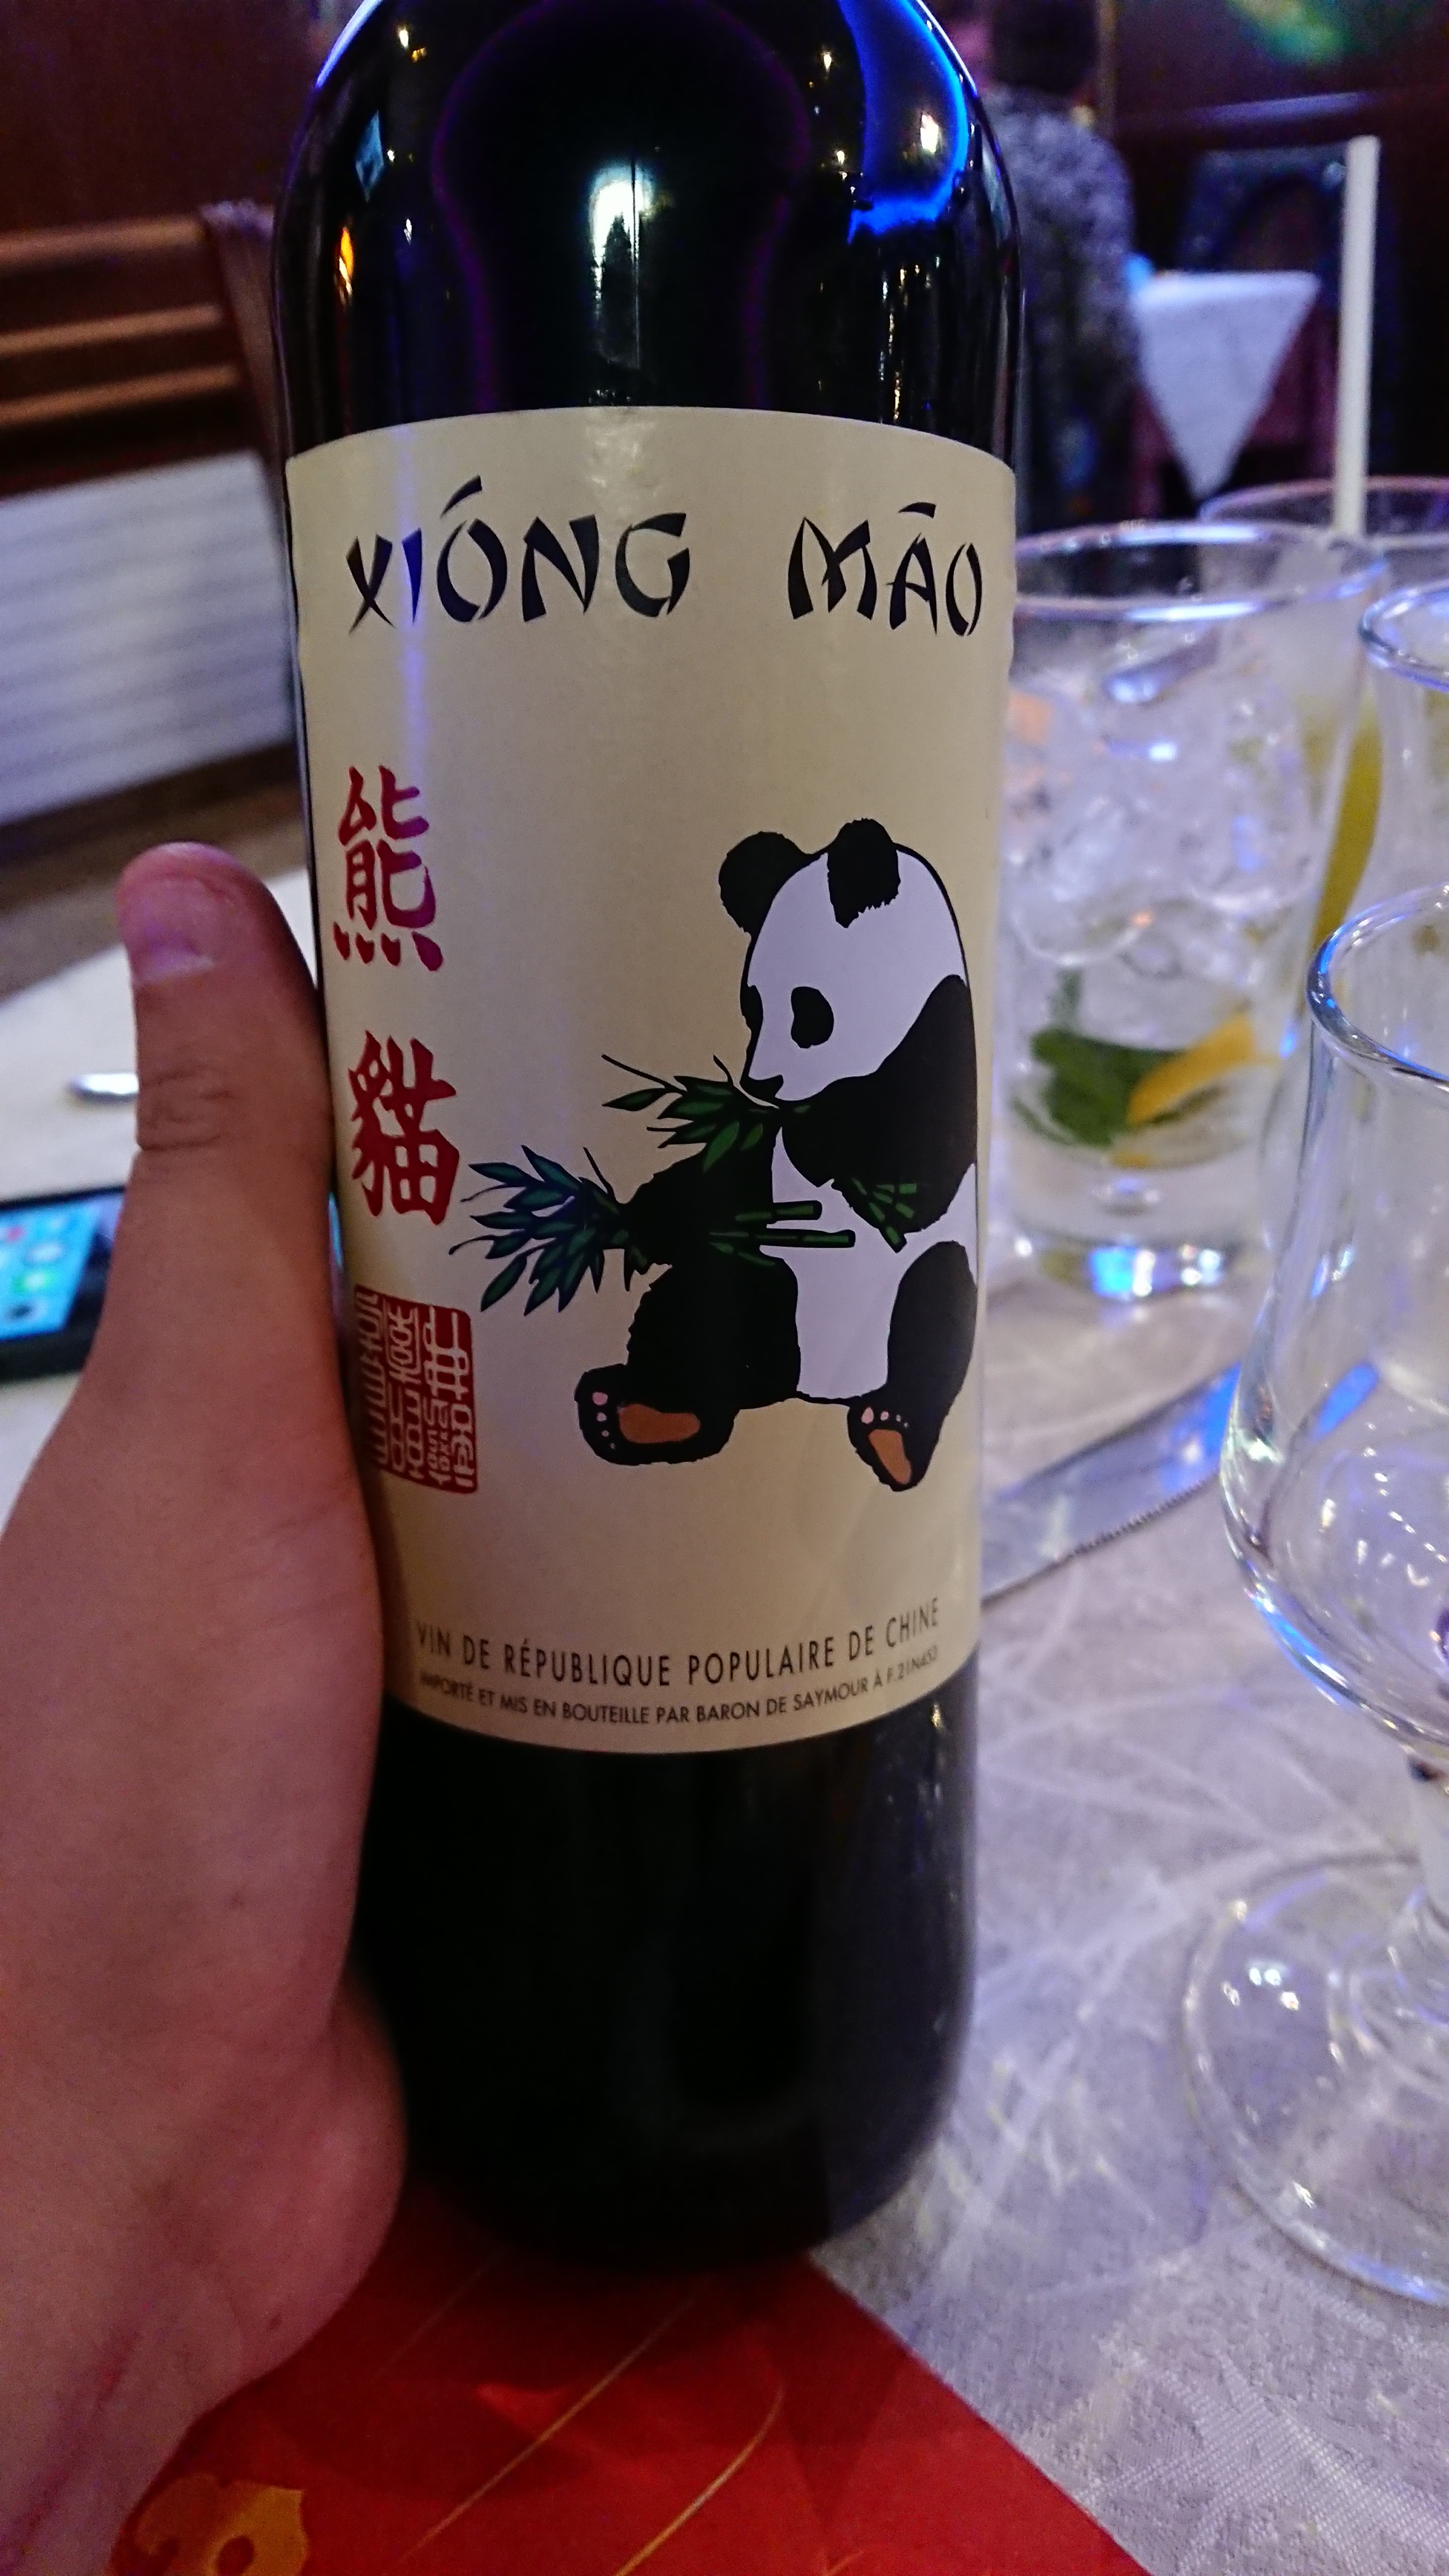 XIÓNG MĀO
熊
貓
VIN DE RÉPUBLIQUE POPULAIRE DE CHINE
IMPORTÉ ET MIS EN BOUTEILLE PAR BARON DE SAYMOUR À F.21N453